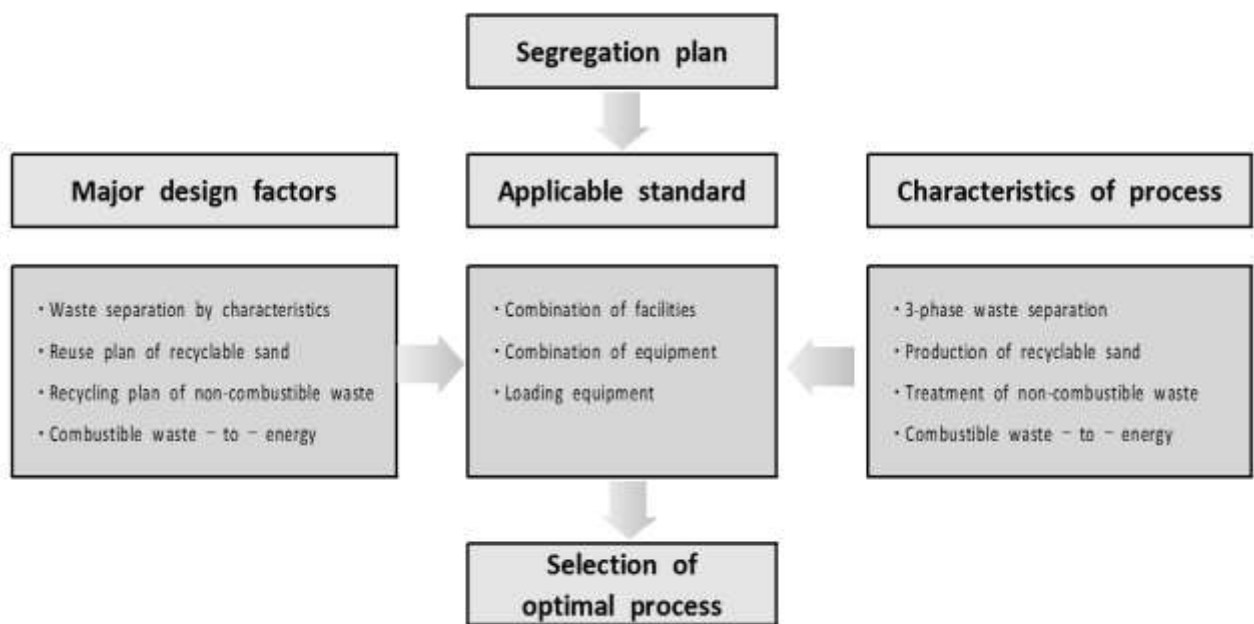 Segregation plan
Major design factors
Applicable standard
Characteristics of process
・Waste separation by characteristics
・Reuse plan of recyclable sand
・Recycling plan of non-combustible waste
・Combustible waste − to − energy
・Combination of facilities
・Combination of equipment
・Loading equipment
・3-phase waste separation
・Production of recyclable sand
・Treatment of non-combustible waste
・Combustible waste − to − energy
Selection of
optimal process